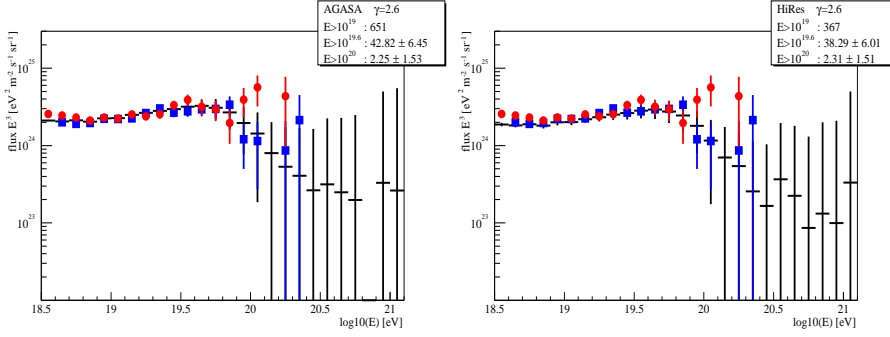 AGASA γ=2.6
E>10^19 : 651
E>10^19.6 : 42.82 ± 6.45
E>10^20 : 2.25 ± 1.53
flux E^3 [eV^2 m^-2 s^-1 sr^-1]
10^25
10^24
10^23
18.5 19 19.5 20 20.5 21
log10(E) [eV]
HiRes γ=2.6
E>10^19 : 367
E>10^19.6 : 38.29 ± 6.01
E>10^20 : 2.31 ± 1.51
flux E^3 [eV^2 m^-2 s^-1 sr^-1]
10^25
10^24
10^23
18.5 19 19.5 20 20.5 21
log10(E) [eV]